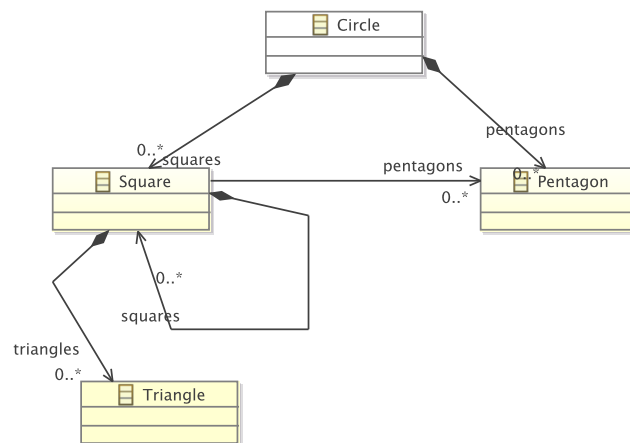 Circle
pentagons
0..*
squares
pentagons
0..*
Square
0..*
Pentagon
0..*
squares
triangles
0..*
Triangle